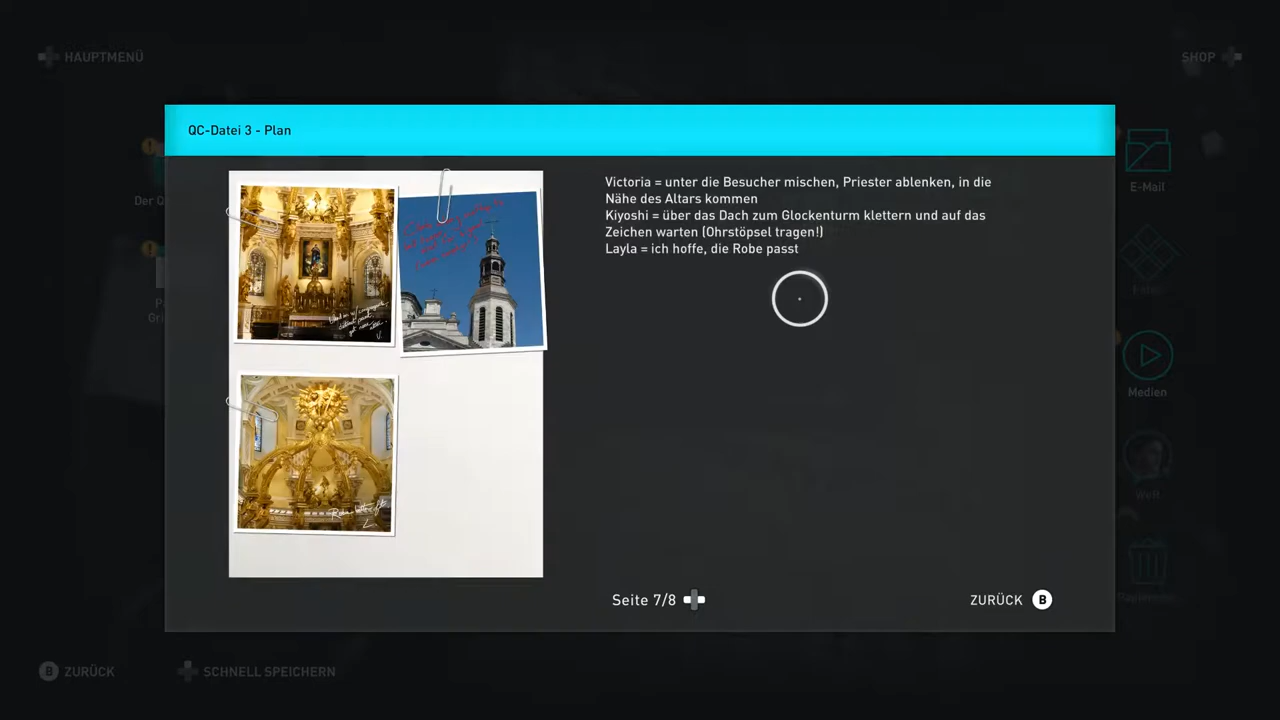 HAUPTMENÜ
SHOP
QC-Datei 3 - Plan
Victoria = unter die Besucher mischen, Priester ablenken, in die
Nähe des Altars kommen
Kiyoshi = über das Dach zum Glockenturm klettern und auf das
Zeichen warten (Ohrstöpsel tragen!)
Layla = ich hoffe, die Robe passt
Der Q
E-Mail
Medien
Welt
Seite 7/8
ZURÜCK B
B ZURÜCK
SCHNELL SPEICHERN